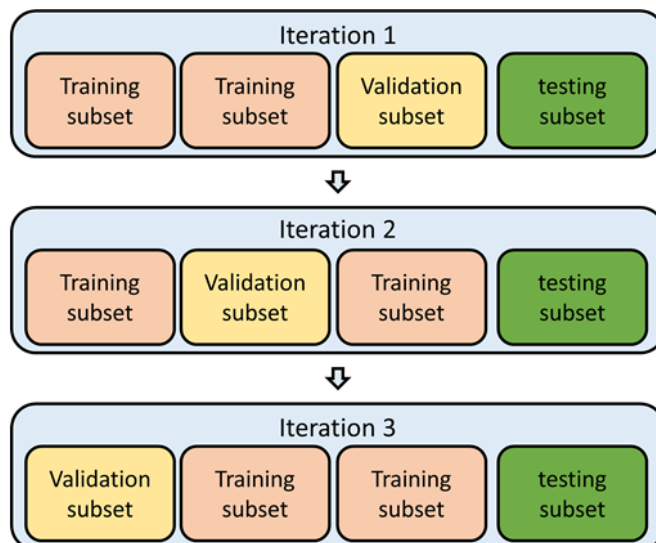 Iteration 1
Training subset
Training subset
Validation subset
testing subset
Iteration 2
Training subset
Validation subset
Training subset
testing subset
Iteration 3
Validation subset
Training subset
Training subset
testing subset